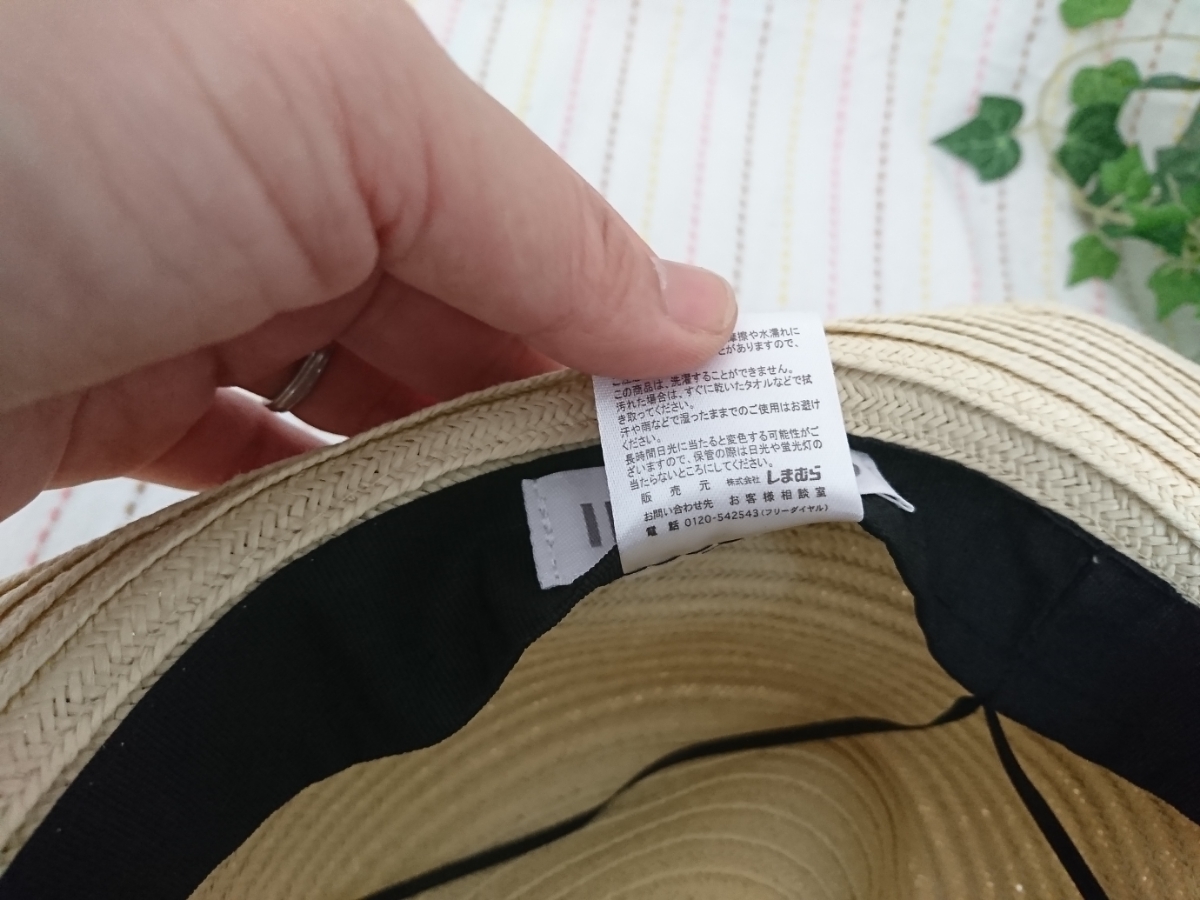 摩擦や水濡れに
とがありますので、
この商品は、洗濯することができません。
汚れた場合は、すぐに乾いたタオルなどで拭
き取ってください。
汗や雨などで湿ったままでのご使用はお避け
ください。
長時間日光に当たると変色する可能性がご
ざいますので、保管の際は日光や蛍光灯の
当たらないところにしてください。
販売元 株式会社 しまむら
お問い合わせ先 お客様相談室
電話 0120-542543(フリーダイヤル)